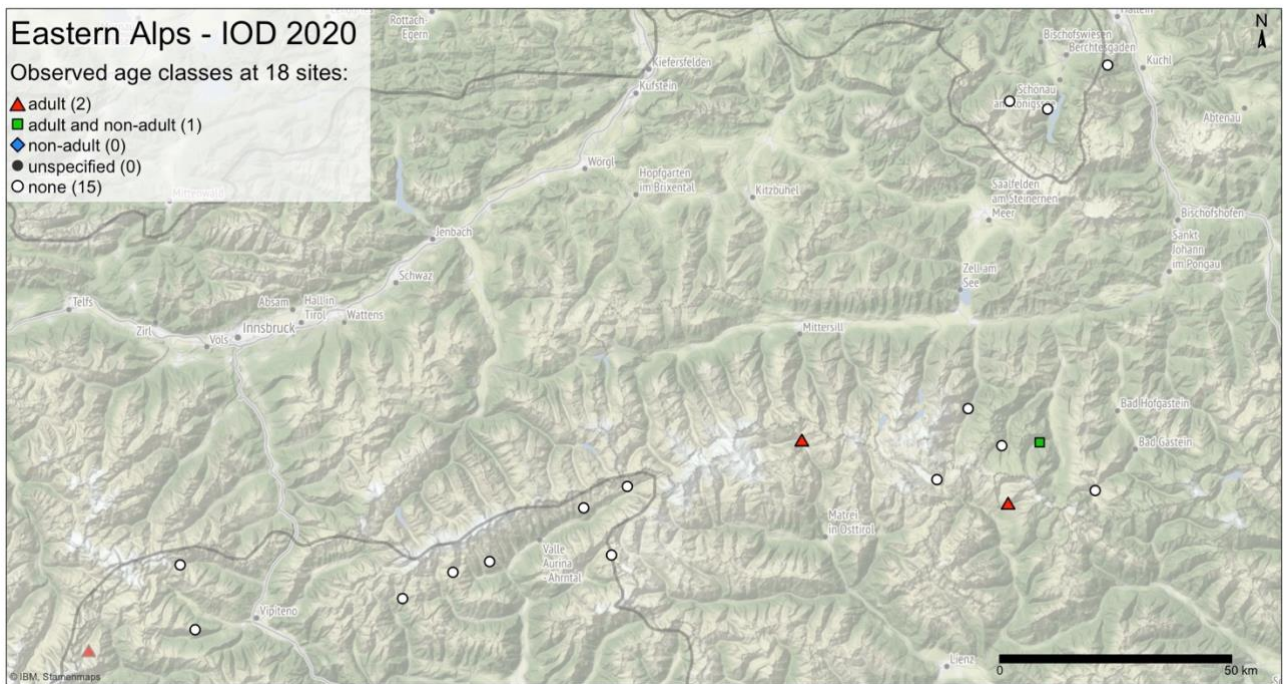 Eastern Alps - IOD 2020
Observed age classes at 18 sites:
adult (2)
adult and non-adult (1)
non-adult (0)
unspecified (0)
none (15)
N
Rottach-
Egern
Kiefersfelden
Kufstein
Bischofswiesen
Berchtesgaden
Kuchl
Schönau
am Königssee
Abtenau
Mittenwald
Wörgl
Hopfgarten
im Brixental
Kitzbühel
Saalfelden
am Steinernen
Meer
Bischofshofen
Sankt
Johann
im Pongau
Jenbach
Schwaz
Zell am
See
Telfs
Absam
Hall in
Tirol
Wattens
Zirl
Innsbruck
Völs
Mittersill
Bad Hofgastein
Bad Gastein
Matrei
in Osttirol
Valle
Aurina
- Ahrntal
Vipiteno
Lienz
0
50 km
© IBM, Stamenmaps